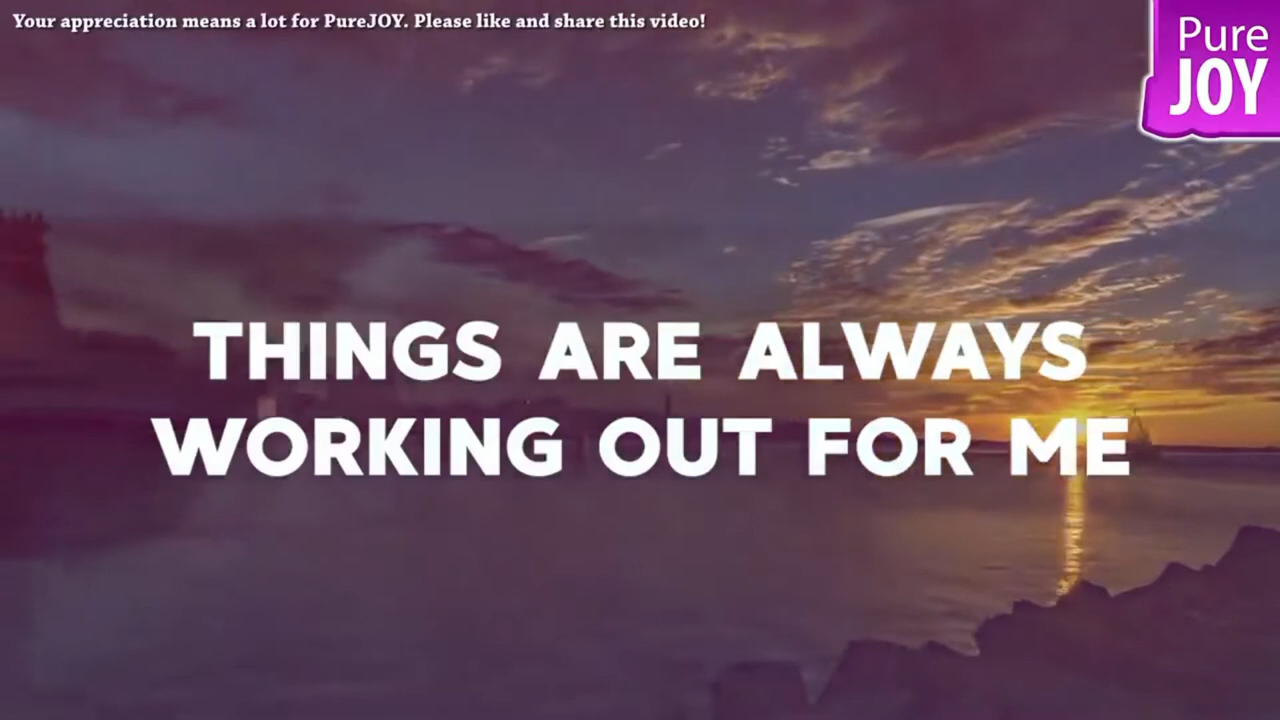 Your appreciation means a lot for PureJOY. Please like and share this video!
Pure
JOY
THINGS ARE ALWAYS
WORKING OUT FOR ME